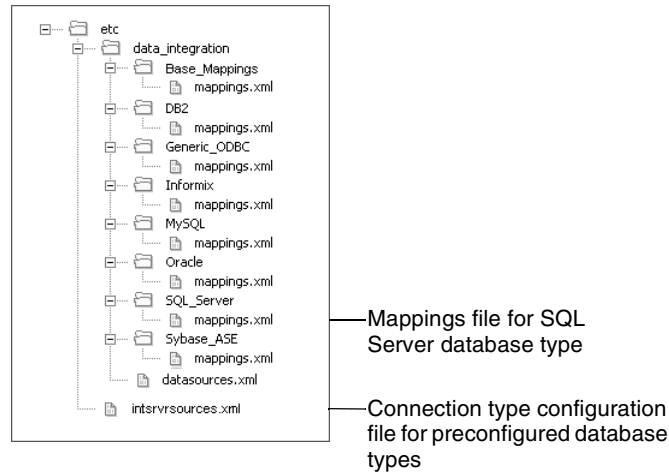 etc
data_integration
Base_Mappings
mappings.xml
DB2
mappings.xml
Generic_ODBC
mappings.xml
Informix
mappings.xml
MySQL
mappings.xml
Oracle
mappings.xml
SQL_Server
mappings.xml
Mappings file for SQL
Server database type
Sybase_ASE
mappings.xml
datasources.xml
intsrvrsources.xml
Connection type configuration
file for preconfigured database
types